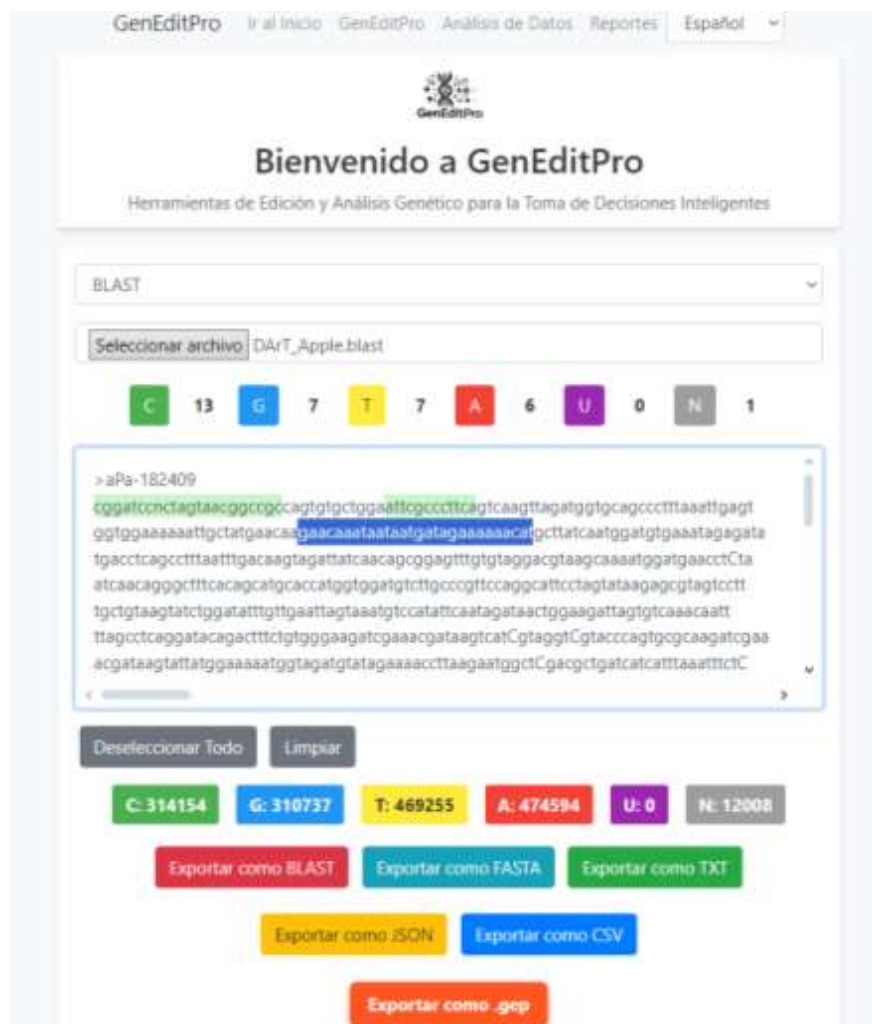 GenEditPro Ir al Inicio GenEditPro Análisis de Datos Reportes Español
GenEditPro
Bienvenido a GenEditPro
Herramientas de Edición y Análisis Genético para la Toma de Decisiones Inteligentes
BLAST
Seleccionar archivo DArT_Apple.blast
C 13 G 7 T 7 A 6 U 0 N 1
>aPa-182409
cggatccnctagtaacggccgccagtgtgctggaattcgcccttcagtcaagttagatggtgcagcccctttaaattgagt
ggtggaaaaaattgctatgaacaagaacaaataataatgatagaaaaaacatgcttatcaatggatgtgaaatagagata
tgacctcagcctttaatttgacaagtagattatcaacagcggagtttgtgtaggacgtaagcaaaatggatgaacctCta
atcaacagggctttcacagcatgcaccatggtggatgtcttgcccgttccaggcattcctagtataagagcgtagtcctt
tgctgtaagtatctggatatttgttgaattagtaaatgtccatattcaatagataactggaagattagtgtcaaacaatt
ttagcctcaggatacagactttctgtgggaagatcgaaacgataagtcatCgtaggtCgtacccagtgcgcaagatcgaa
acgataagtattatggaaaaatggtagatgtatagaaaaccttaagaatggctCgacgctgatcatcatttaaatttctC
Deseleccionar Todo Limpiar
C: 314154 G: 310737 T: 469255 A: 474594 U: 0 N: 12008
Exportar como BLAST Exportar como FASTA Exportar como TXT
Exportar como JSON Exportar como CSV
Exportar como .gep